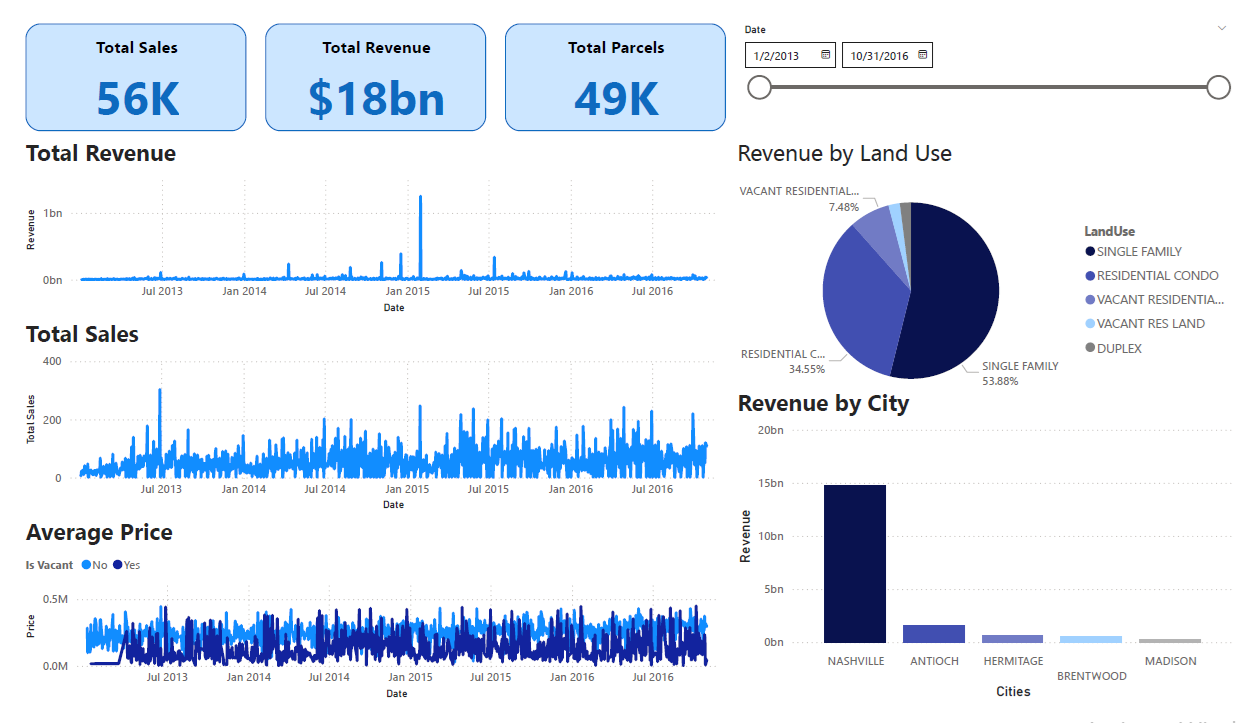 Total Sales
56K
Total Revenue
$18bn
Total Parcels
49K
Date
1/2/2013
10/31/2016
Total Revenue
Revenue
1bn
0bn
Jul 2013
Jan 2014
Jul 2014
Jan 2015
Jul 2015
Jan 2016
Jul 2016
Date
Total Sales
Total Sales
400
200
0
Jul 2013
Jan 2014
Jul 2014
Jan 2015
Jul 2015
Jan 2016
Jul 2016
Date
Average Price
Is Vacant No Yes
Price
0.5M
0.0M
Jul 2013
Jan 2014
Jul 2014
Jan 2015
Jul 2015
Jan 2016
Jul 2016
Date
Revenue by Land Use
VACANT RESIDENTIAL...
7.48%
RESIDENTIAL C...
34.55%
SINGLE FAMILY
53.88%
LandUse
SINGLE FAMILY
RESIDENTIAL CONDO
VACANT RESIDENTIA...
VACANT RES LAND
DUPLEX
Revenue by City
Revenue
20bn
15bn
10bn
5bn
0bn
NASHVILLE
ANTIOCH
HERMITAGE
BRENTWOOD
MADISON
Cities